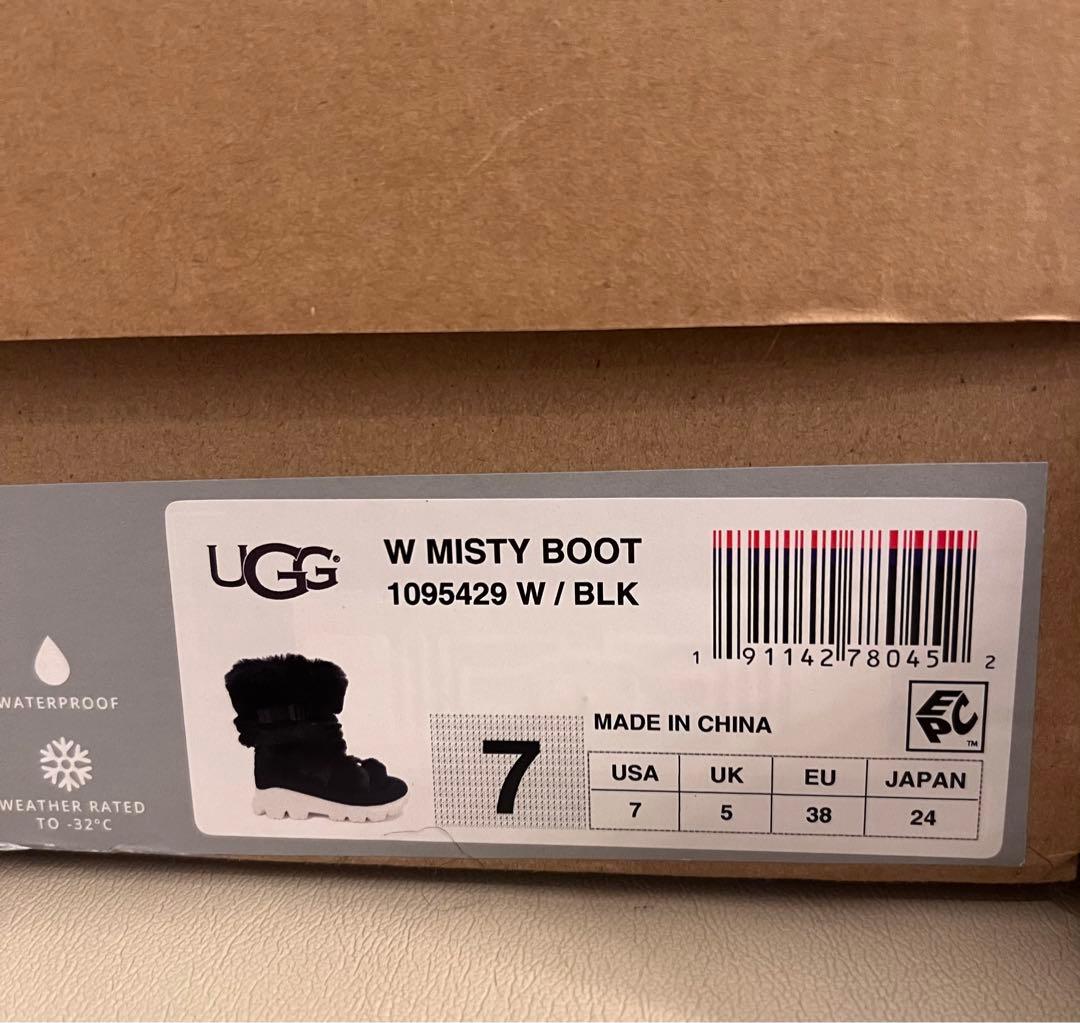 UGG®
W MISTY BOOT
1095429 W / BLK
1 91142 78045 2
WATERPROOF
WEATHER RATED
TO -32°C
7
MADE IN CHINA
EPC™
USA UK EU JAPAN
7 5 38 24